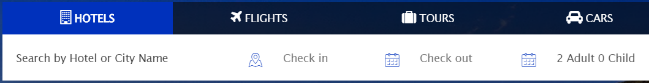 HOTELS FLIGHTS TOURS CARS
Search by Hotel or City Name Check in Check out 2 Adult 0 Child